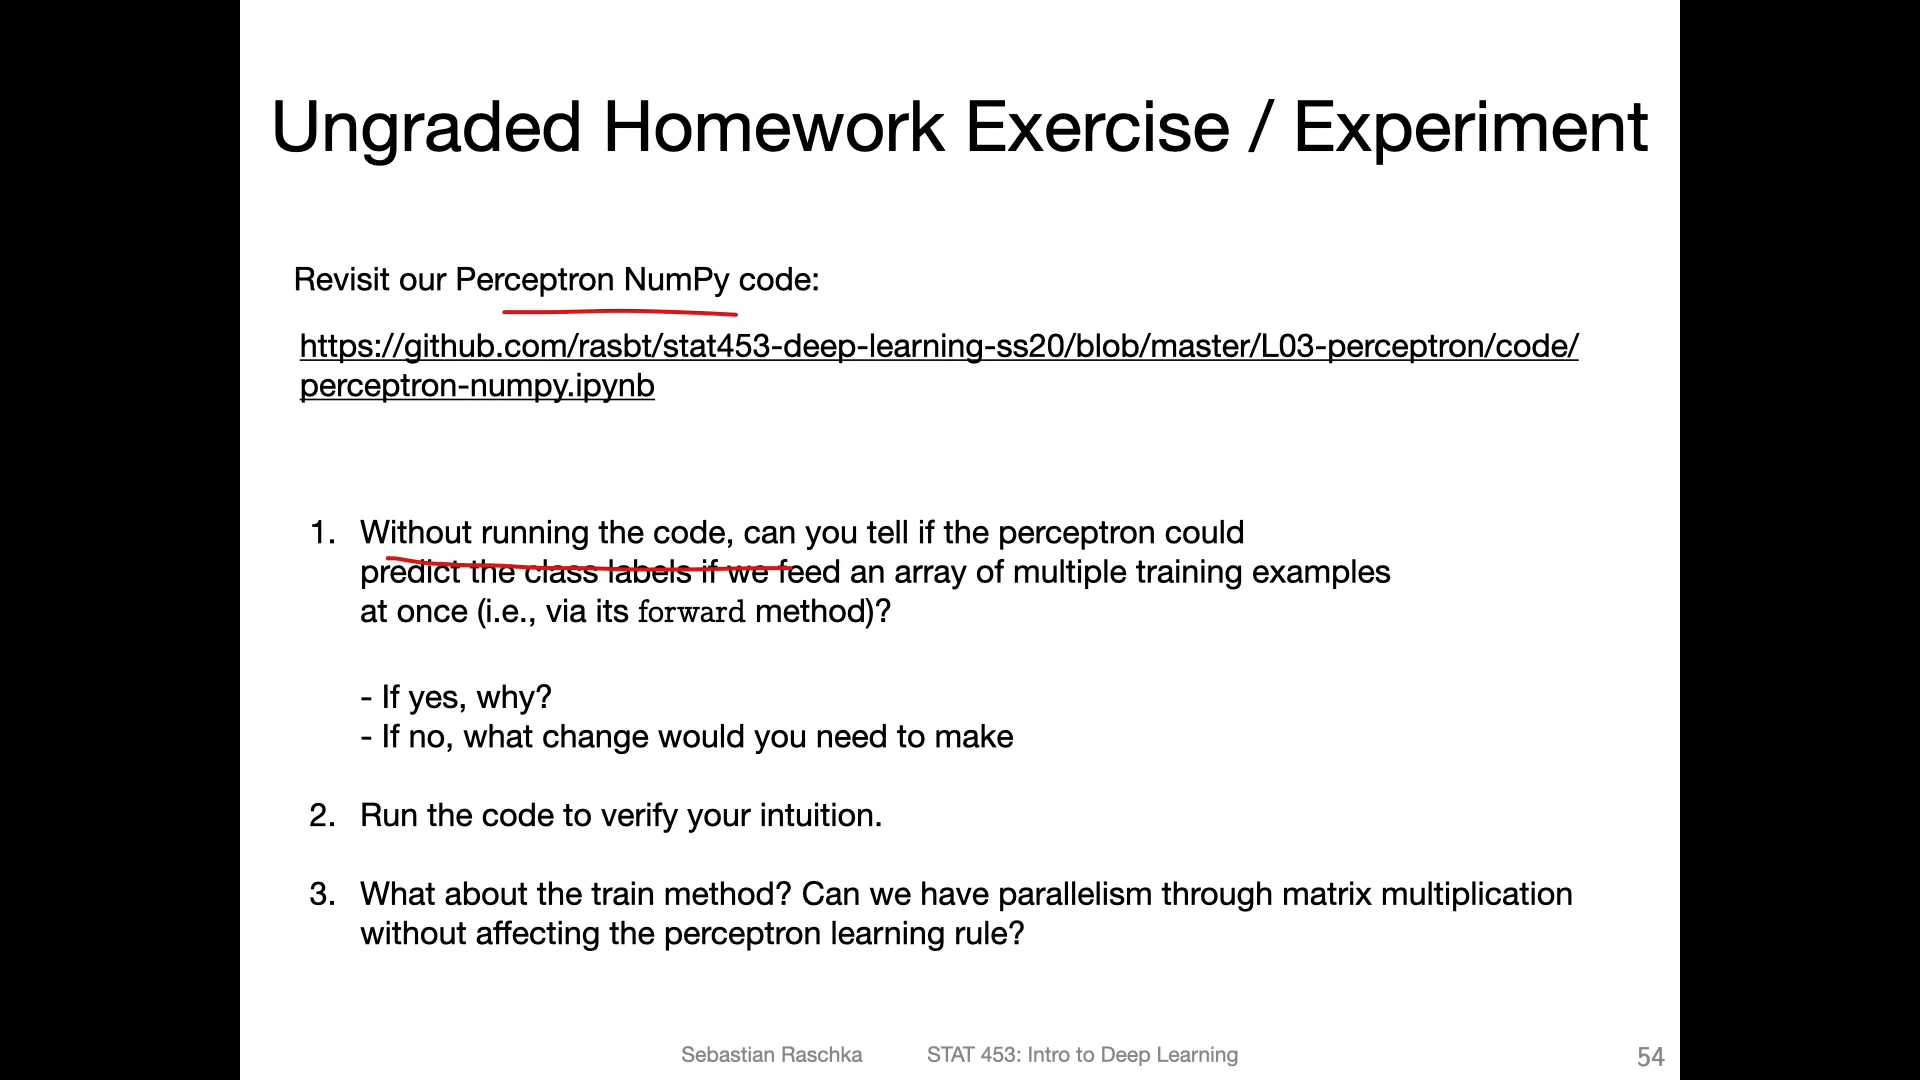 Ungraded Homework Exercise / Experiment
Revisit our Perceptron NumPy code:
https://github.com/rasbt/stat453-deep-learning-ss20/blob/master/L03-perceptron/code/
perceptron-numpy.ipynb
1. Without running the code, can you tell if the perceptron could
predict the class labels if we feed an array of multiple training examples
at once (i.e., via its forward method)?
- If yes, why?
- If no, what change would you need to make
2. Run the code to verify your intuition.
3. What about the train method? Can we have parallelism through matrix multiplication
without affecting the perceptron learning rule?
Sebastian Raschka STAT 453: Intro to Deep Learning 54